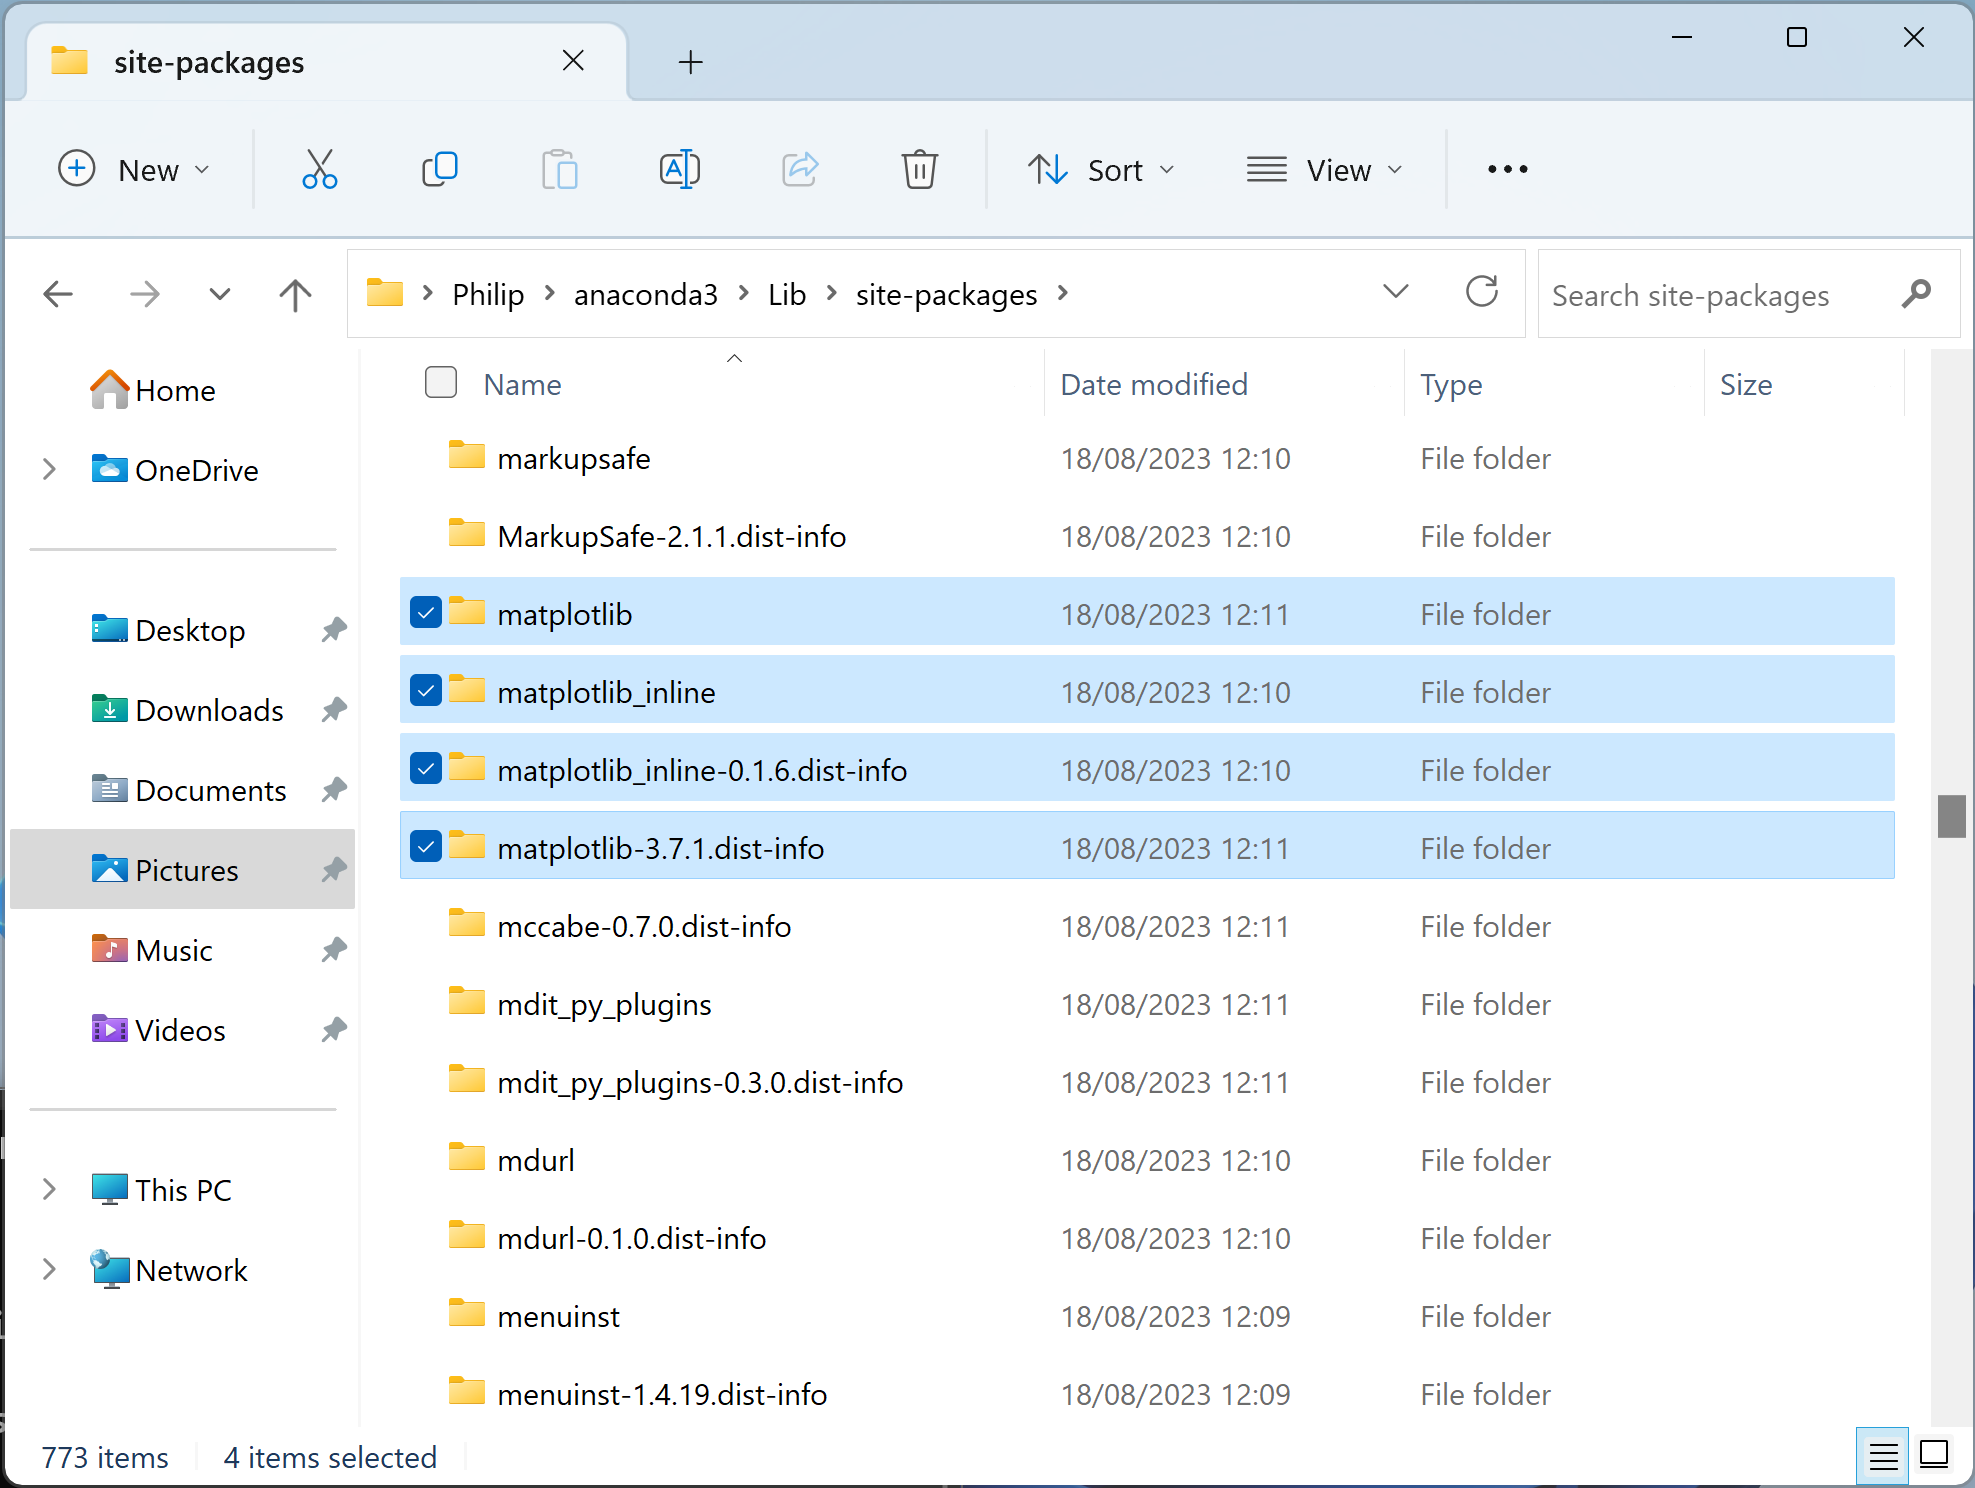 site-packages
New
Sort
View
Philip > anaconda3 > Lib > site-packages >
Search site-packages
Home
OneDrive
Desktop
Downloads
Documents
Pictures
Music
Videos
This PC
Network
Name Date modified Type Size
markupsafe 18/08/2023 12:10 File folder
MarkupSafe-2.1.1.dist-info 18/08/2023 12:10 File folder
matplotlib 18/08/2023 12:11 File folder
matplotlib_inline 18/08/2023 12:10 File folder
matplotlib_inline-0.1.6.dist-info 18/08/2023 12:10 File folder
matplotlib-3.7.1.dist-info 18/08/2023 12:11 File folder
mccabe-0.7.0.dist-info 18/08/2023 12:11 File folder
mdit_py_plugins 18/08/2023 12:11 File folder
mdit_py_plugins-0.3.0.dist-info 18/08/2023 12:11 File folder
mdurl 18/08/2023 12:10 File folder
mdurl-0.1.0.dist-info 18/08/2023 12:10 File folder
menuinst 18/08/2023 12:09 File folder
menuinst-1.4.19.dist-info 18/08/2023 12:09 File folder
773 items 4 items selected